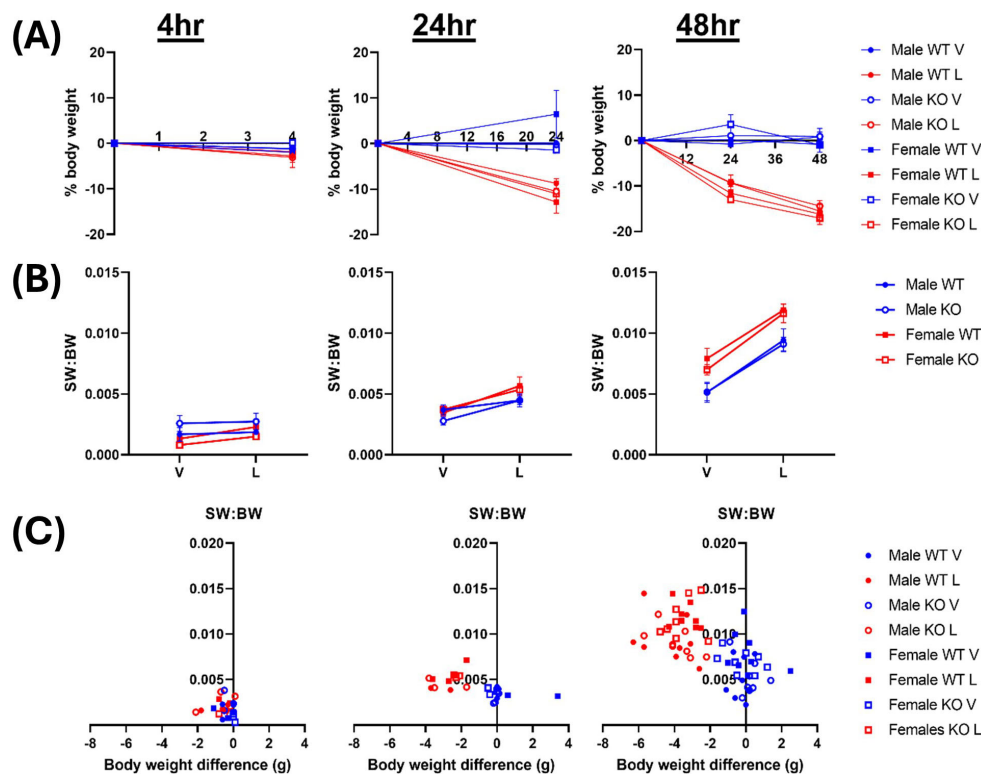 (A)
4hr
24hr
48hr
% body weight
20
10
0
-10
-20
1
2
3
4
% body weight
20
10
0
-10
-20
4
8
12
16
20
24
% body weight
20
10
0
-10
-20
12
24
36
48
Male WT V
Male WT L
Male KO V
Male KO L
Female WT V
Female WT L
Female KO V
Female KO L
(B)
SW:BW
0.015
0.010
0.005
0.000
V
L
SW:BW
0.015
0.010
0.005
0.000
V
L
SW:BW
0.015
0.010
0.005
0.000
V
L
Male WT
Male KO
Female WT
Female KO
(C)
SW:BW
0.020
0.015
0.010
0.005
-8
-6
-4
-2
0
2
4
Body weight difference (g)
SW:BW
0.020
0.015
0.010
0.005
-8
-6
-4
-2
0
2
4
Body weight difference (g)
SW:BW
0.020
0.015
0.010
0.005
-8
-6
-4
-2
0
2
4
Body weight difference (g)
Male WT V
Male WT L
Male KO V
Male KO L
Female WT V
Female WT L
Female KO V
Females KO L